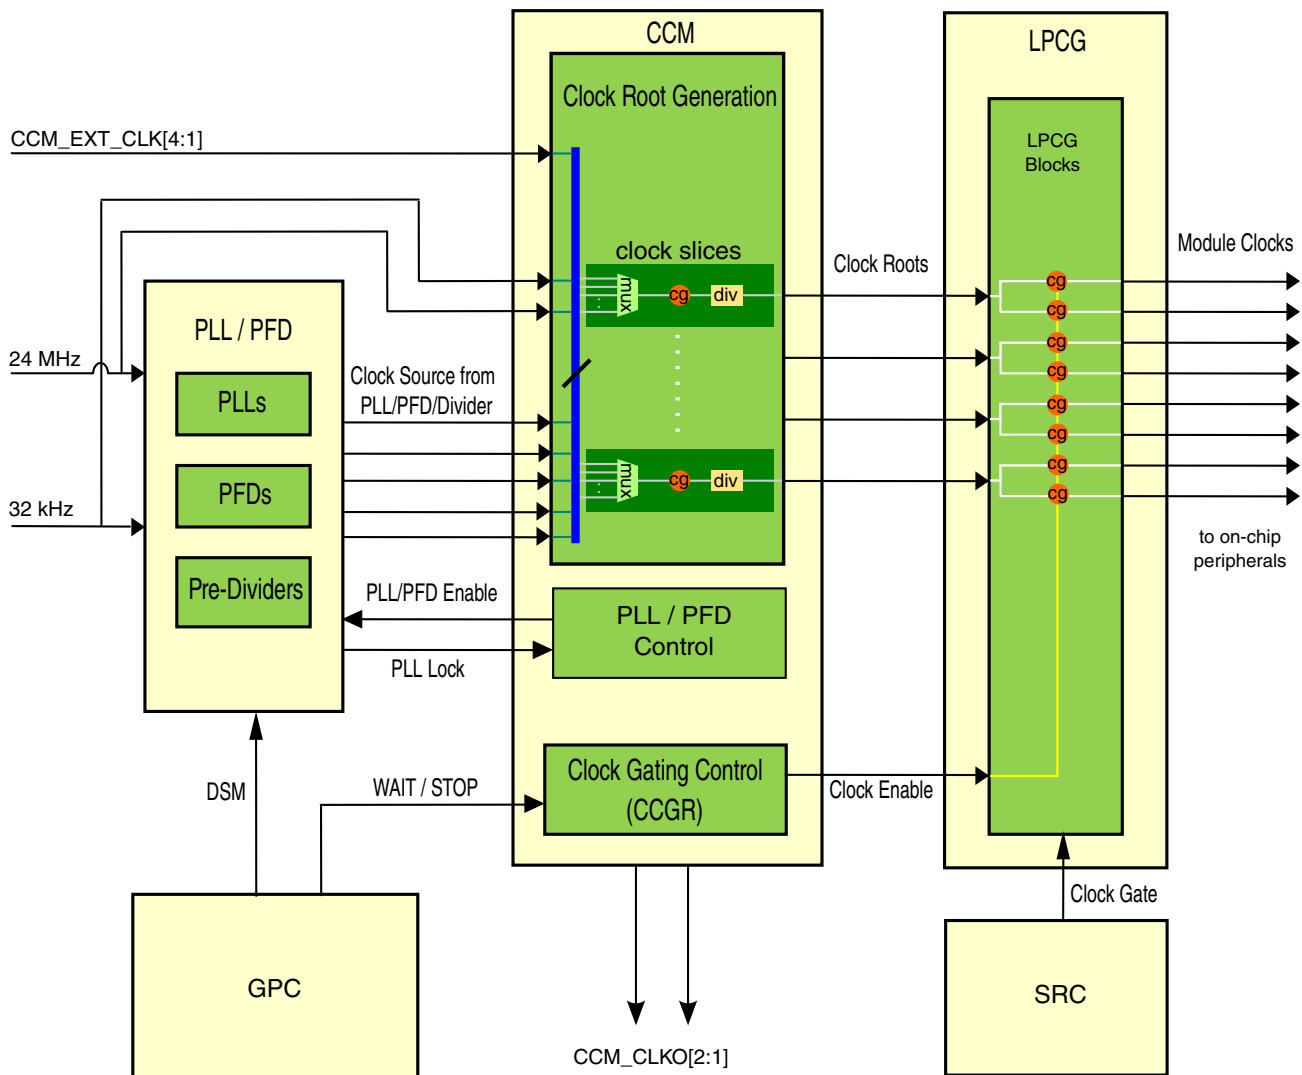 CCM
LPCG
Clock Root Generation
CCM_EXT_CLK[4:1]
LPCG
Blocks
clock slices
Clock Roots
Module Clocks
mux
cg
div
cg
cg
cg
cg
cg
cg
cg
cg
PLL / PFD
24 MHz
PLLs
Clock Source from
PLL/PFD/Divider
mux
cg
div
PFDs
32 kHz
to on-chip
peripherals
Pre-Dividers
PLL/PFD Enable
PLL / PFD
Control
PLL Lock
DSM
WAIT / STOP
Clock Gating Control
(CCGR)
Clock Enable
Clock Gate
GPC
SRC
CCM_CLKO[2:1]